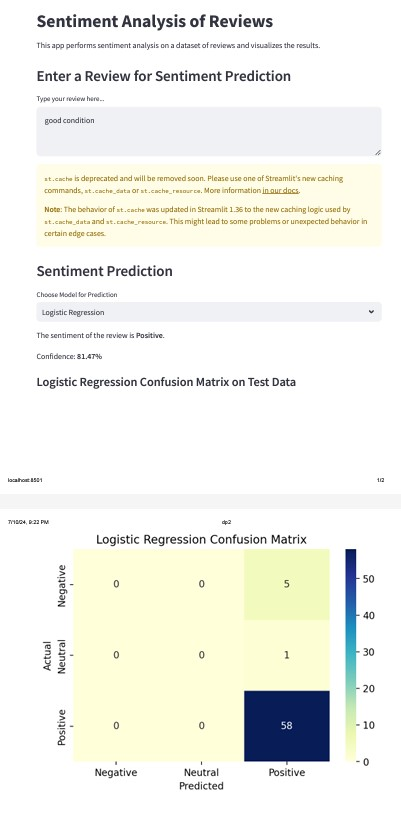 Sentiment Analysis of Reviews
This app performs sentiment analysis on a dataset of reviews and visualizes the results.
Enter a Review for Sentiment Prediction
Type your review here...
good condition
st.cache is deprecated and will be removed soon. Please use one of Streamlit's new caching
commands, st.cache_data or st.cache_resource. More information in our docs.
Note: The behavior of st.cache was updated in Streamlit 1.36 to the new caching logic used by
st.cache_data and st.cache_resource. This might lead to some problems or unexpected behavior in
certain edge cases.
Sentiment Prediction
Choose Model for Prediction
Logistic Regression
The sentiment of the review is Positive.
Confidence: 81.47%
Logistic Regression Confusion Matrix on Test Data
localhost:8501 1/2
7/10/24, 9:22 PM dp2
Logistic Regression Confusion Matrix
Negative 0 0 5
Actual
Neutral 0 0 1
Positive 0 0 58
Negative Neutral Positive
Predicted
50
40
30
20
10
0